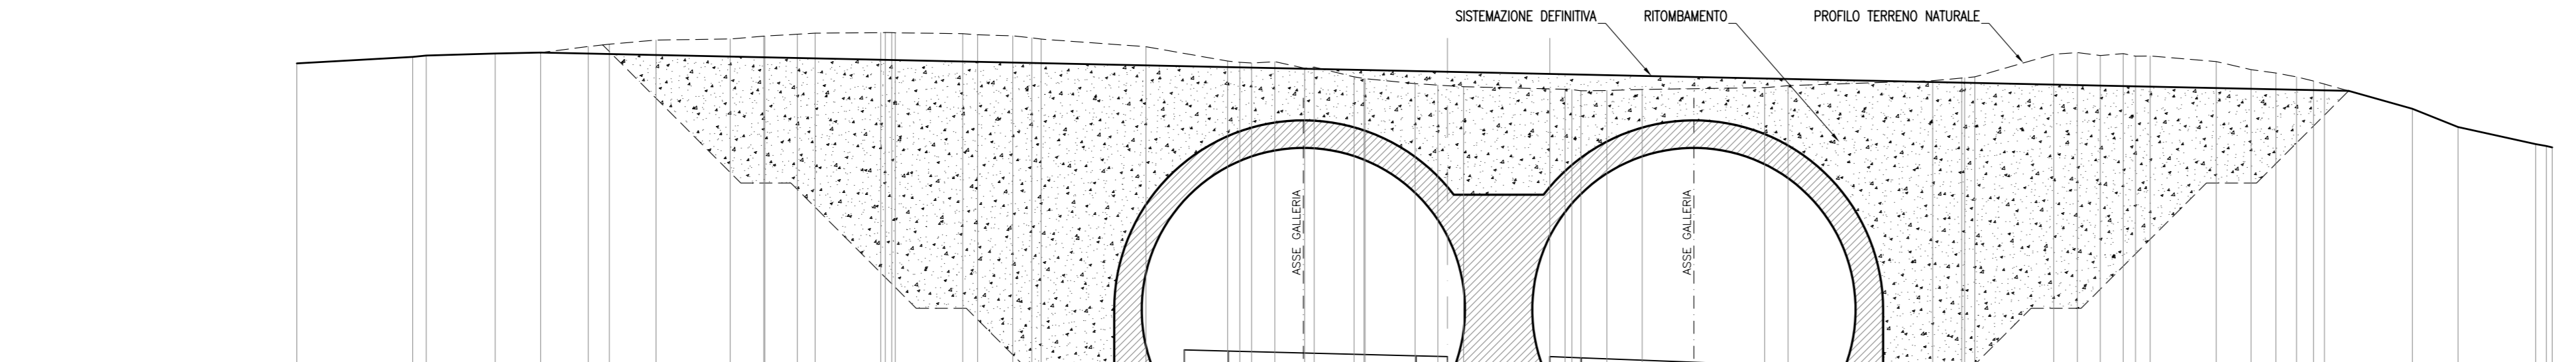 SISTEMAZIONE DEFINITIVA
RITOMBAMENTO
PROFILO TERRENO NATURALE
ASSE GALLERIA
ASSE GALLERIA